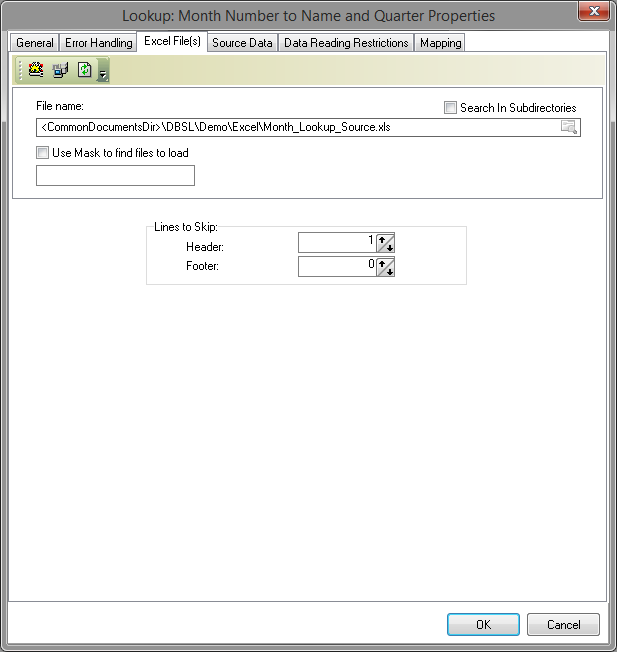 Lookup: Month Number to Name and Quarter Properties
General Error Handling Excel File(s) Source Data Data Reading Restrictions Mapping
File name: Search In Subdirectories
<CommonDocumentsDir>\DBSL\Demo\Excel\Month_Lookup_Source.xls
Use Mask to find files to load
Lines to Skip:
Header: 1
Footer: 0
OK Cancel